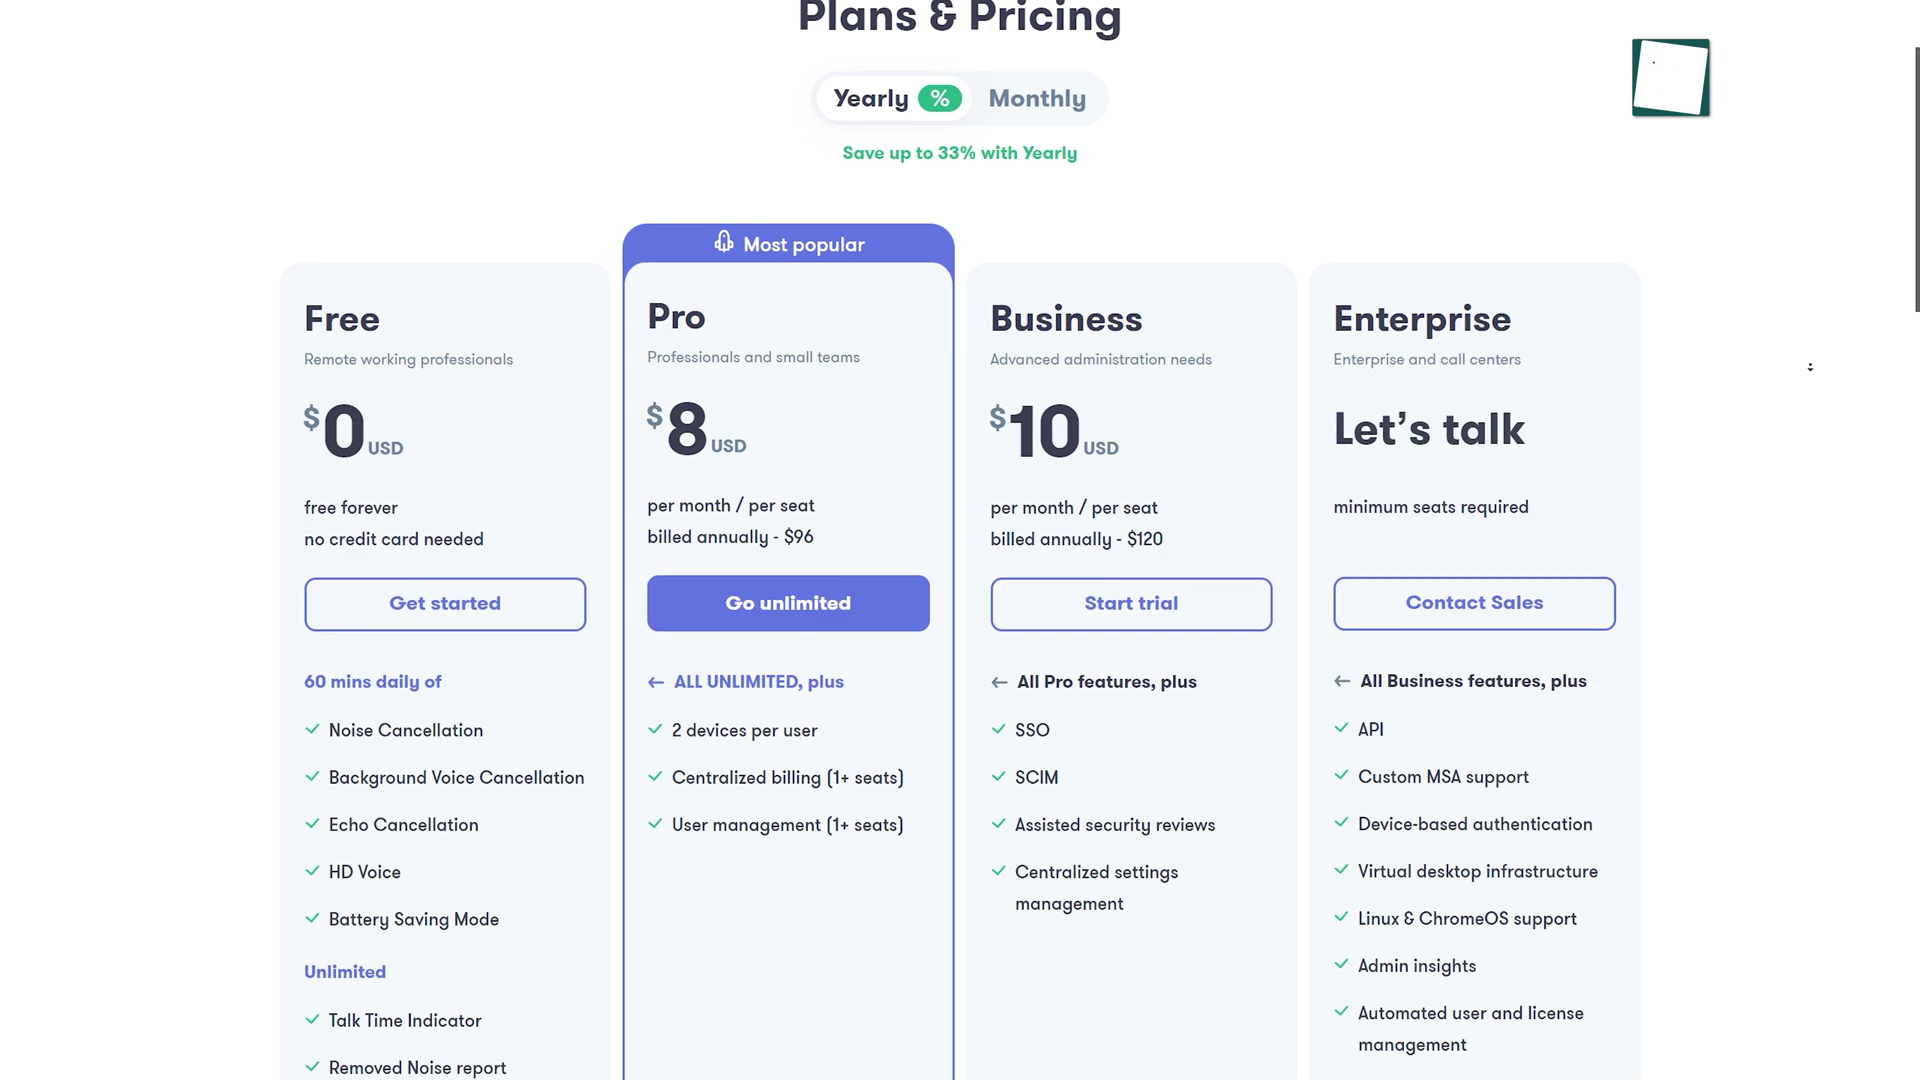 Plans & Pricing
Yearly % Monthly
Save up to 33% with Yearly
Most popular
Free
Remote working professionals
$0 USD
free forever
no credit card needed
Get started
60 mins daily of
Noise Cancellation
Background Voice Cancellation
Echo Cancellation
HD Voice
Battery Saving Mode
Unlimited
Talk Time Indicator
Removed Noise report
Pro
Professionals and small teams
$8 USD
per month / per seat
billed annually - $96
Go unlimited
← ALL UNLIMITED, plus
2 devices per user
Centralized billing (1+ seats)
User management (1+ seats)
Business
Advanced administration needs
$10 USD
per month / per seat
billed annually - $120
Start trial
← All Pro features, plus
SSO
SCIM
Assisted security reviews
Centralized settings
management
Enterprise
Enterprise and call centers
Let’s talk
minimum seats required
Contact Sales
← All Business features, plus
API
Custom MSA support
Device-based authentication
Virtual desktop infrastructure
Linux & ChromeOS support
Admin insights
Automated user and license
management